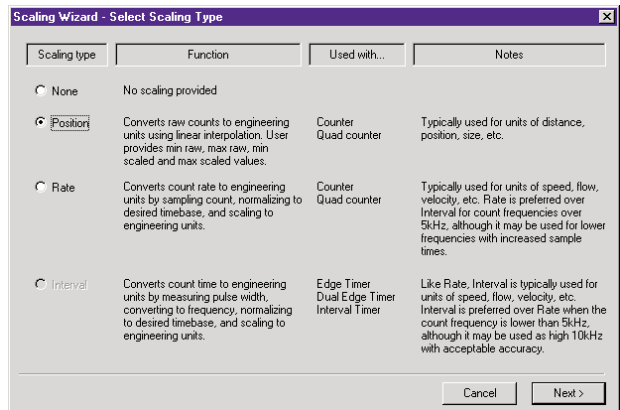 Scaling Wizard - Select Scaling Type
Scaling type
Function
Used with...
Notes
None
No scaling provided
Position
Converts raw counts to engineering
units using linear interpolation. User
provides min raw, max raw, min
scaled and max scaled values.
Counter
Quad counter
Typically used for units of distance,
position, size, etc.
Rate
Converts count rate to engineering
units by sampling count, normalizing to
desired timebase, and scaling to
engineering units.
Counter
Quad counter
Typically used for units of speed, flow,
velocity, etc. Rate is preferred over
Interval for count frequencies over
5kHz, although it may be used for lower
frequencies with increased sample
times.
Interval
Converts count time to engineering
units by measuring pulse width,
converting to frequency, normalizing
to desired timebase, and scaling to
engineering units.
Edge Timer
Dual Edge Timer
Interval Timer
Like Rate, Interval is typically used for
units of speed, flow, velocity, etc.
Interval is preferred over Rate when the
count frequency is lower than 5kHz,
although it may be used as high 10kHz
with acceptable accuracy.
Cancel
Next >